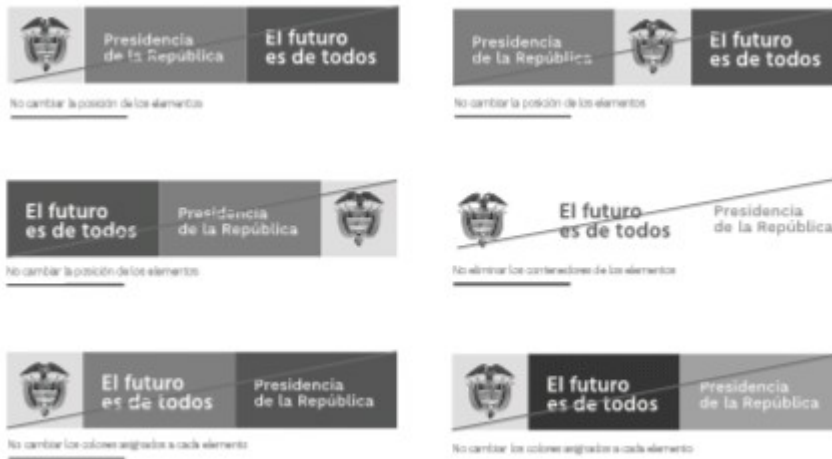 Presidencia
de la República
El futuro
es de todos
No cambiar la posición de los elementos
Presidencia
de la República
El futuro
es de todos
No cambiar la posición de los elementos
El futuro
es de todos
Presidencia
de la República
No cambiar la posición de los elementos
El futuro
es de todos
Presidencia
de la República
No eliminar los contenedores de los elementos
El futuro
es de todos
Presidencia
de la República
No cambiar los colores asignados a cada elemento
El futuro
es de todos
Presidencia
de la República
No cambiar los colores asignados a cada elemento